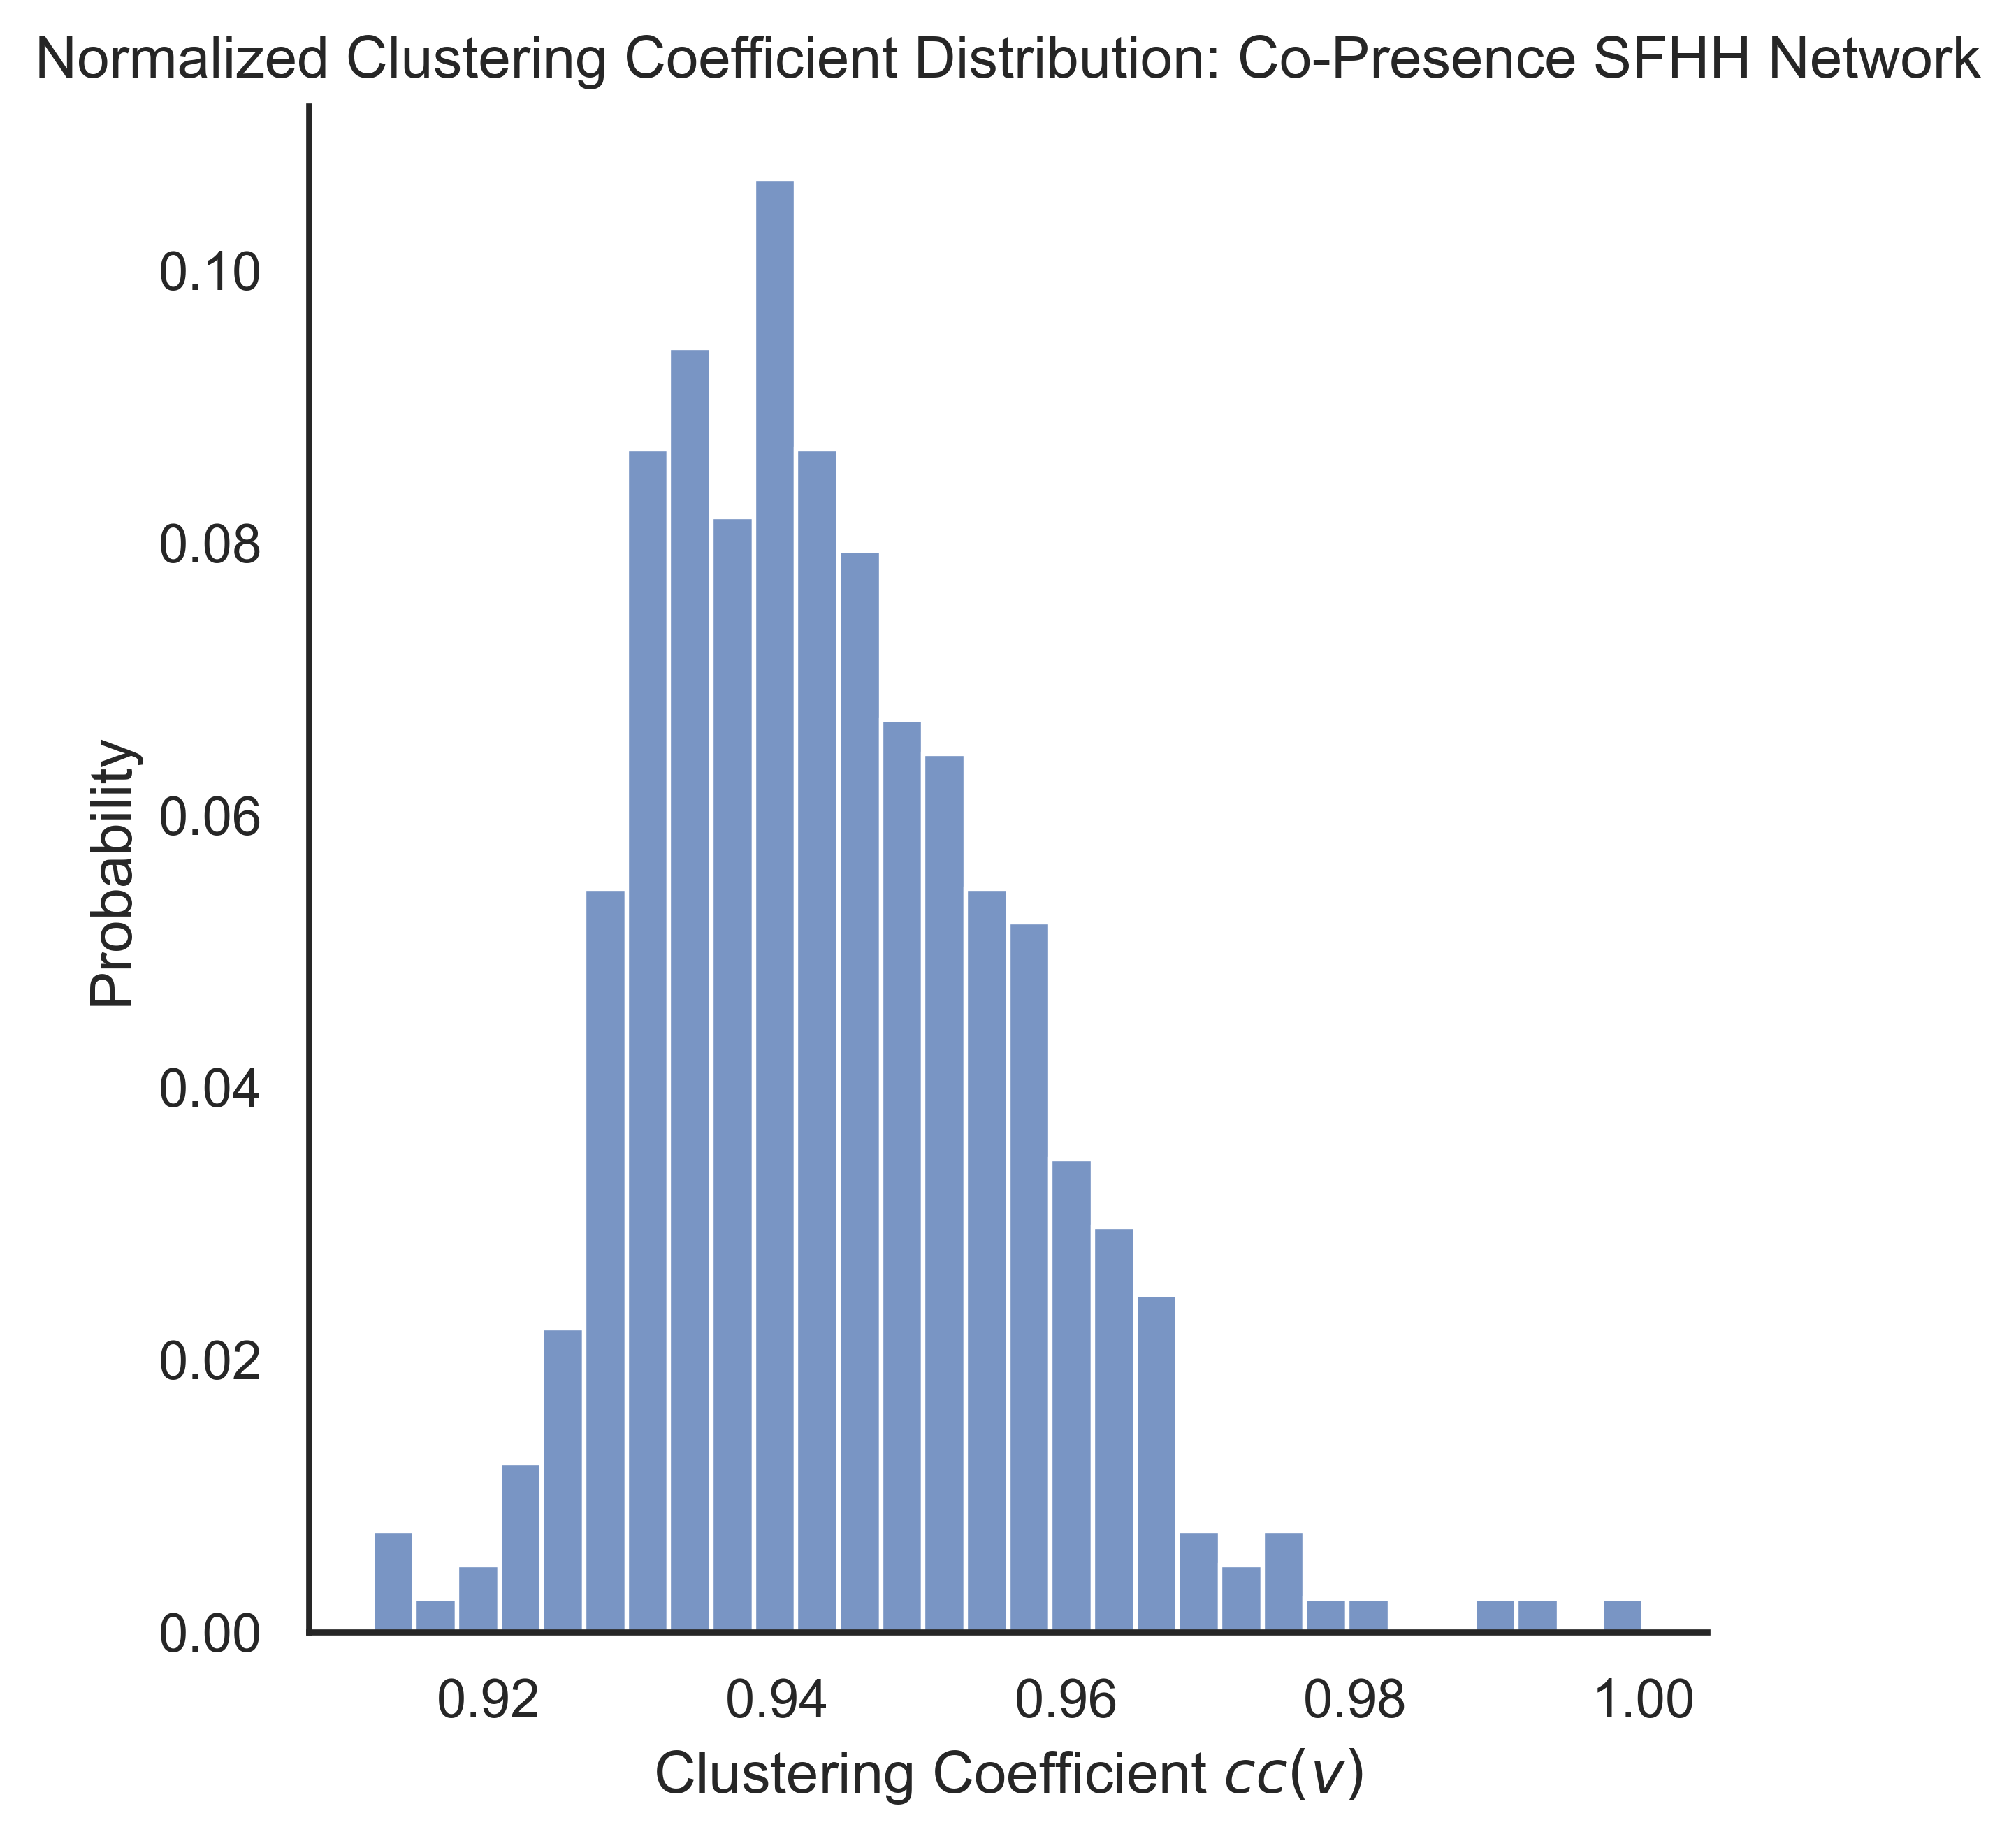 Normalized Clustering Coefficient Distribution: Co-Presence SFHH Network
0.10
0.08
0.06
0.04
0.02
0.00
Probability
0.92 0.94 0.96 0.98 1.00
Clustering Coefficient cc(v)